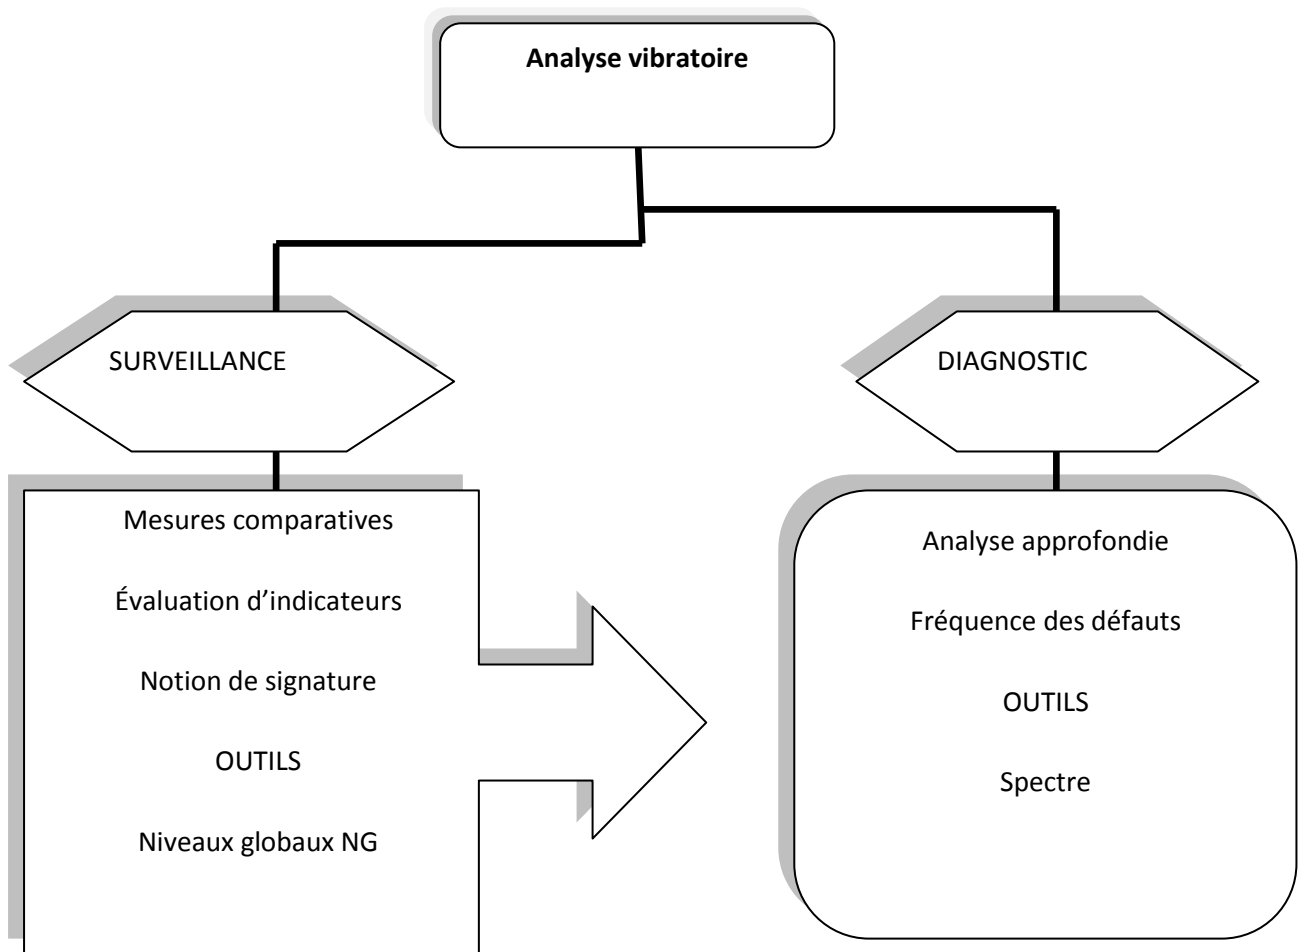 Analyse vibratoire
SURVEILLANCE
DIAGNOSTIC
Mesures comparatives
Évaluation d’indicateurs
Notion de signature
OUTILS
Niveaux globaux NG
Analyse approfondie
Fréquence des défauts
OUTILS
Spectre